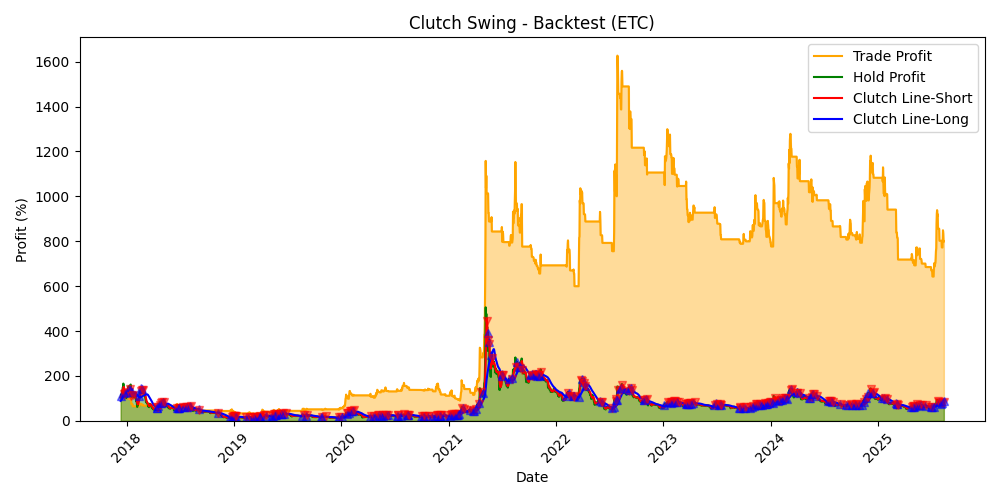 Clutch Swing - Backtest (ETC)
Trade Profit
Hold Profit
Clutch Line-Short
Clutch Line-Long
Profit (%)
1600
1400
1200
1000
800
600
400
200
0
2018
2019
2020
2021
2022
2023
2024
2025
Date